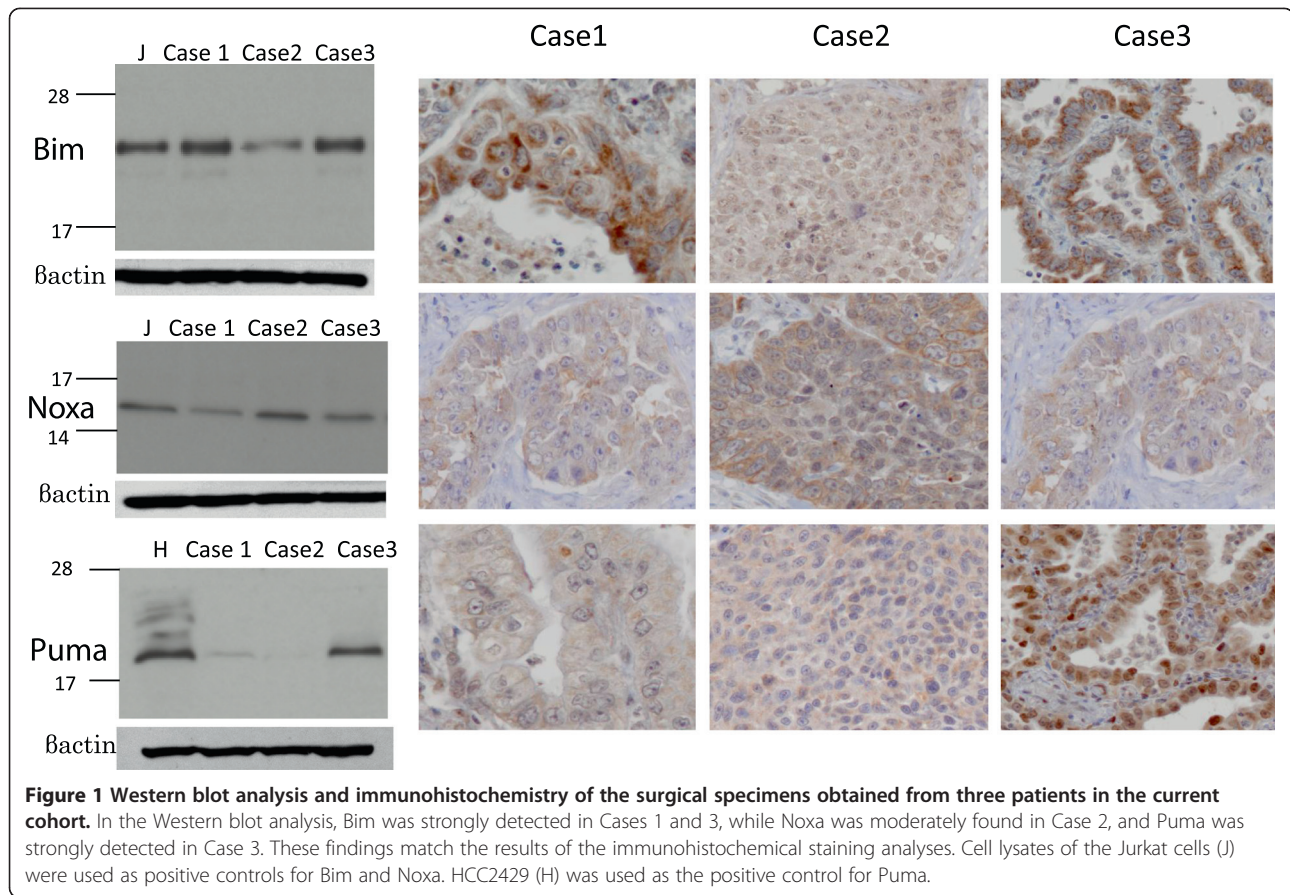 Case1 Case2 Case3
J Case 1 Case2 Case3
28
Bim
17
βactin
J Case 1 Case2 Case3
17
Noxa
14
βactin
H Case 1 Case2 Case3
28
Puma
17
βactin
Figure 1 Western blot analysis and immunohistochemistry of the surgical specimens obtained from three patients in the current
cohort. In the Western blot analysis, Bim was strongly detected in Cases 1 and 3, while Noxa was moderately found in Case 2, and Puma was
strongly detected in Case 3. These findings match the results of the immunohistochemical staining analyses. Cell lysates of the Jurkat cells (J)
were used as positive controls for Bim and Noxa. HCC2429 (H) was used as the positive control for Puma.